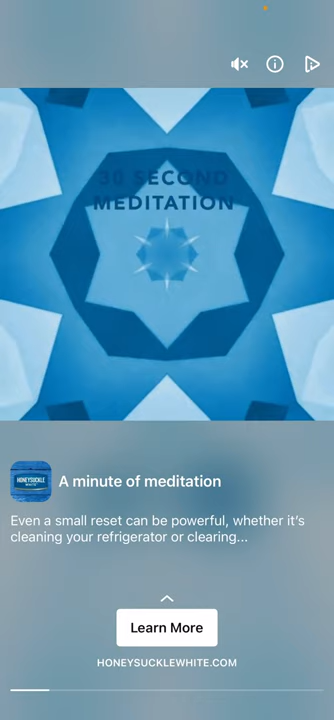 30 SECOND
MEDITATION
HONEYSUCKLE
WHITE
A minute of meditation
Even a small reset can be powerful, whether it's
cleaning your refrigerator or clearing...
Learn More
HONEYSUCKLEWHITE.COM